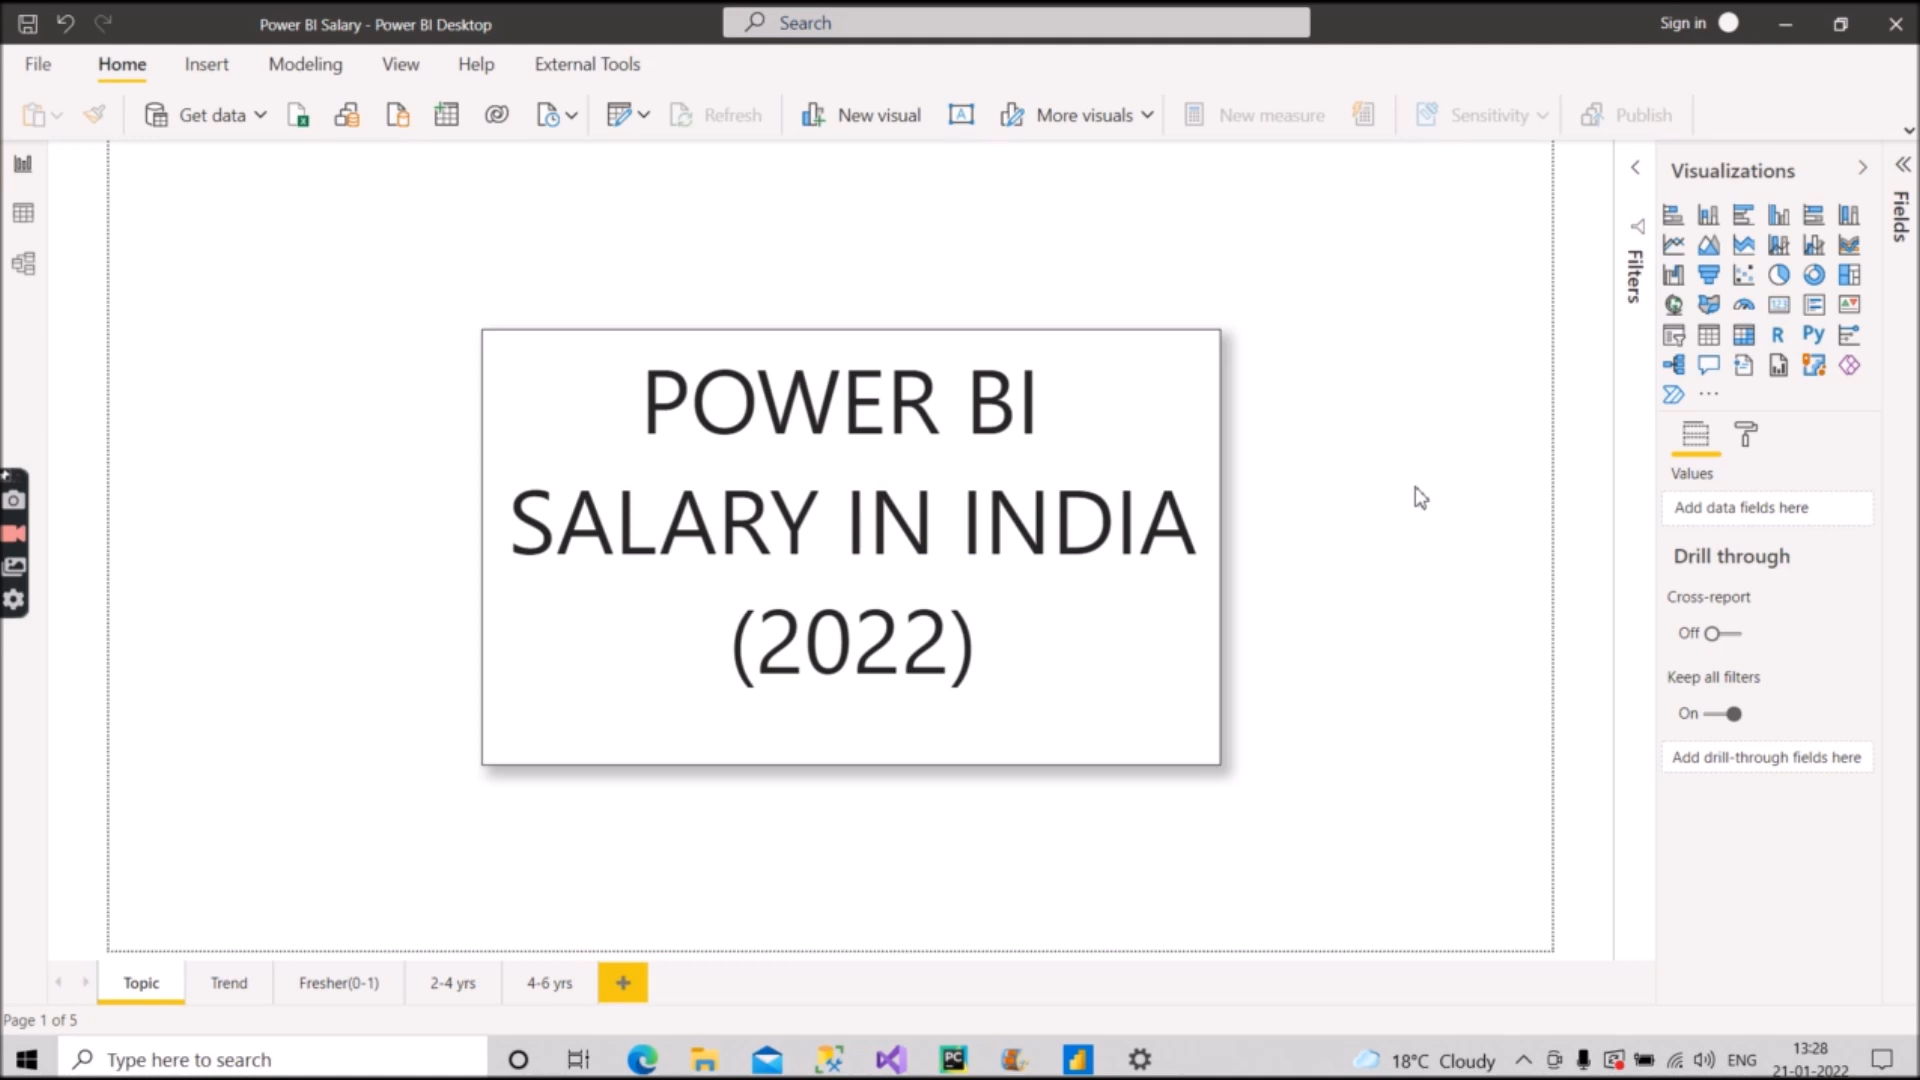 Power BI Salary - Power BI Desktop
Search
Sign in
File Home Insert Modeling View Help External Tools
Get data
Refresh
New visual
More visuals
New measure
Sensitivity
Publish
POWER BI
SALARY IN INDIA
(2022)
Filters
Visualizations
R
Py
123
Values
Add data fields here
Drill through
Cross-report
Off
Keep all filters
On
Add drill-through fields here
Fields
Topic Trend Fresher(0-1) 2-4 yrs 4-6 yrs +
Page 1 of 5
Type here to search
PC
18°C Cloudy
ENG
13:28
21-01-2022